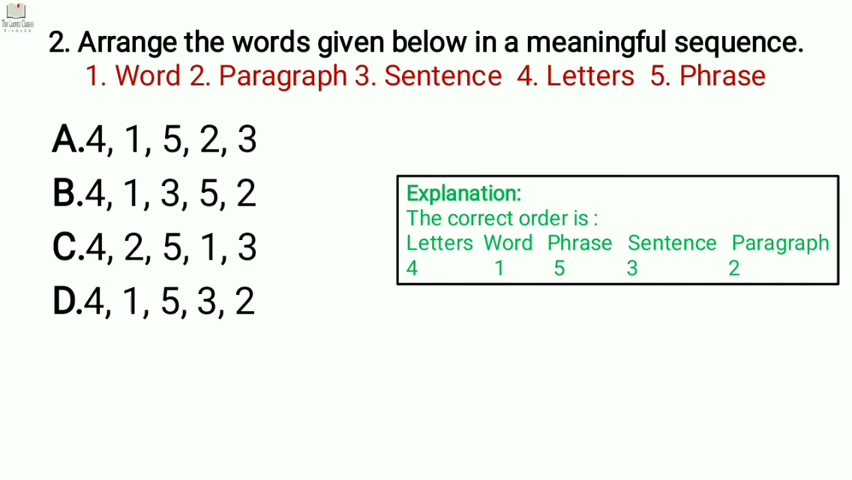 2. Arrange the words given below in a meaningful sequence.
1. Word 2. Paragraph 3. Sentence 4. Letters 5. Phrase
A.4, 1, 5, 2, 3
B.4, 1, 3, 5, 2
C.4, 2, 5, 1, 3
D.4, 1, 5, 3, 2
Explanation:
The correct order is :
Letters Word Phrase Sentence Paragraph
4 1 5 3 2